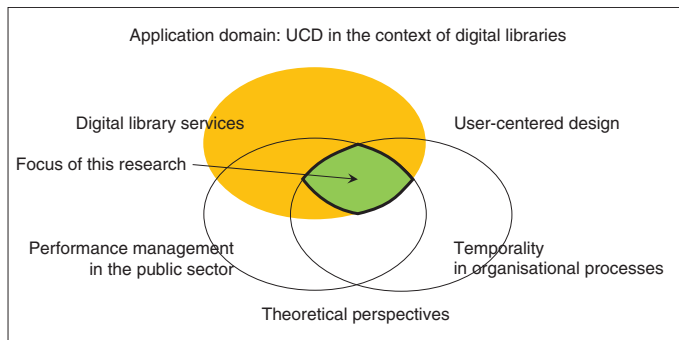 Application domain: UCD in the context of digital libraries
Digital library services
User-centered design
Focus of this research
Performance management
in the public sector
Temporality
in organisational processes
Theoretical perspectives